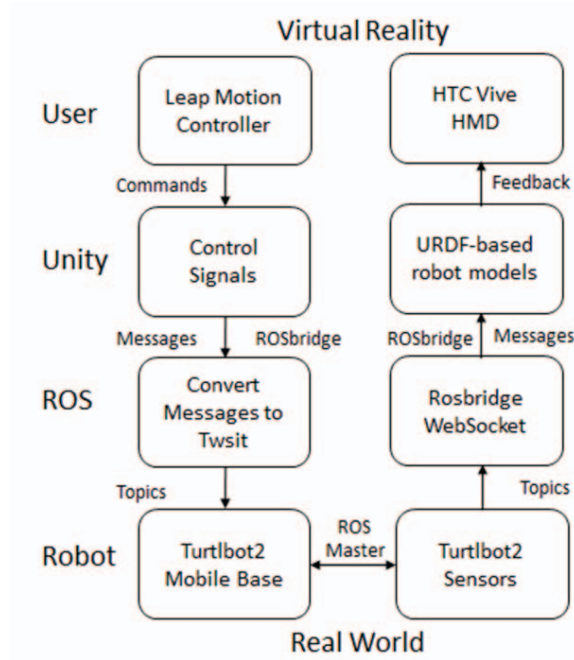 Virtual Reality
User
Leap Motion
Controller
HTC Vive
HMD
Commands
Feedback
Unity
Control
Signals
URDF-based
robot models
Messages
ROSbridge
ROSbridge
Messages
ROS
Convert
Messages to
Twsit
Rosbridge
WebSocket
Topics
Topics
Robot
Turtlbot2
Mobile Base
ROS
Master
Turtlbot2
Sensors
Real World